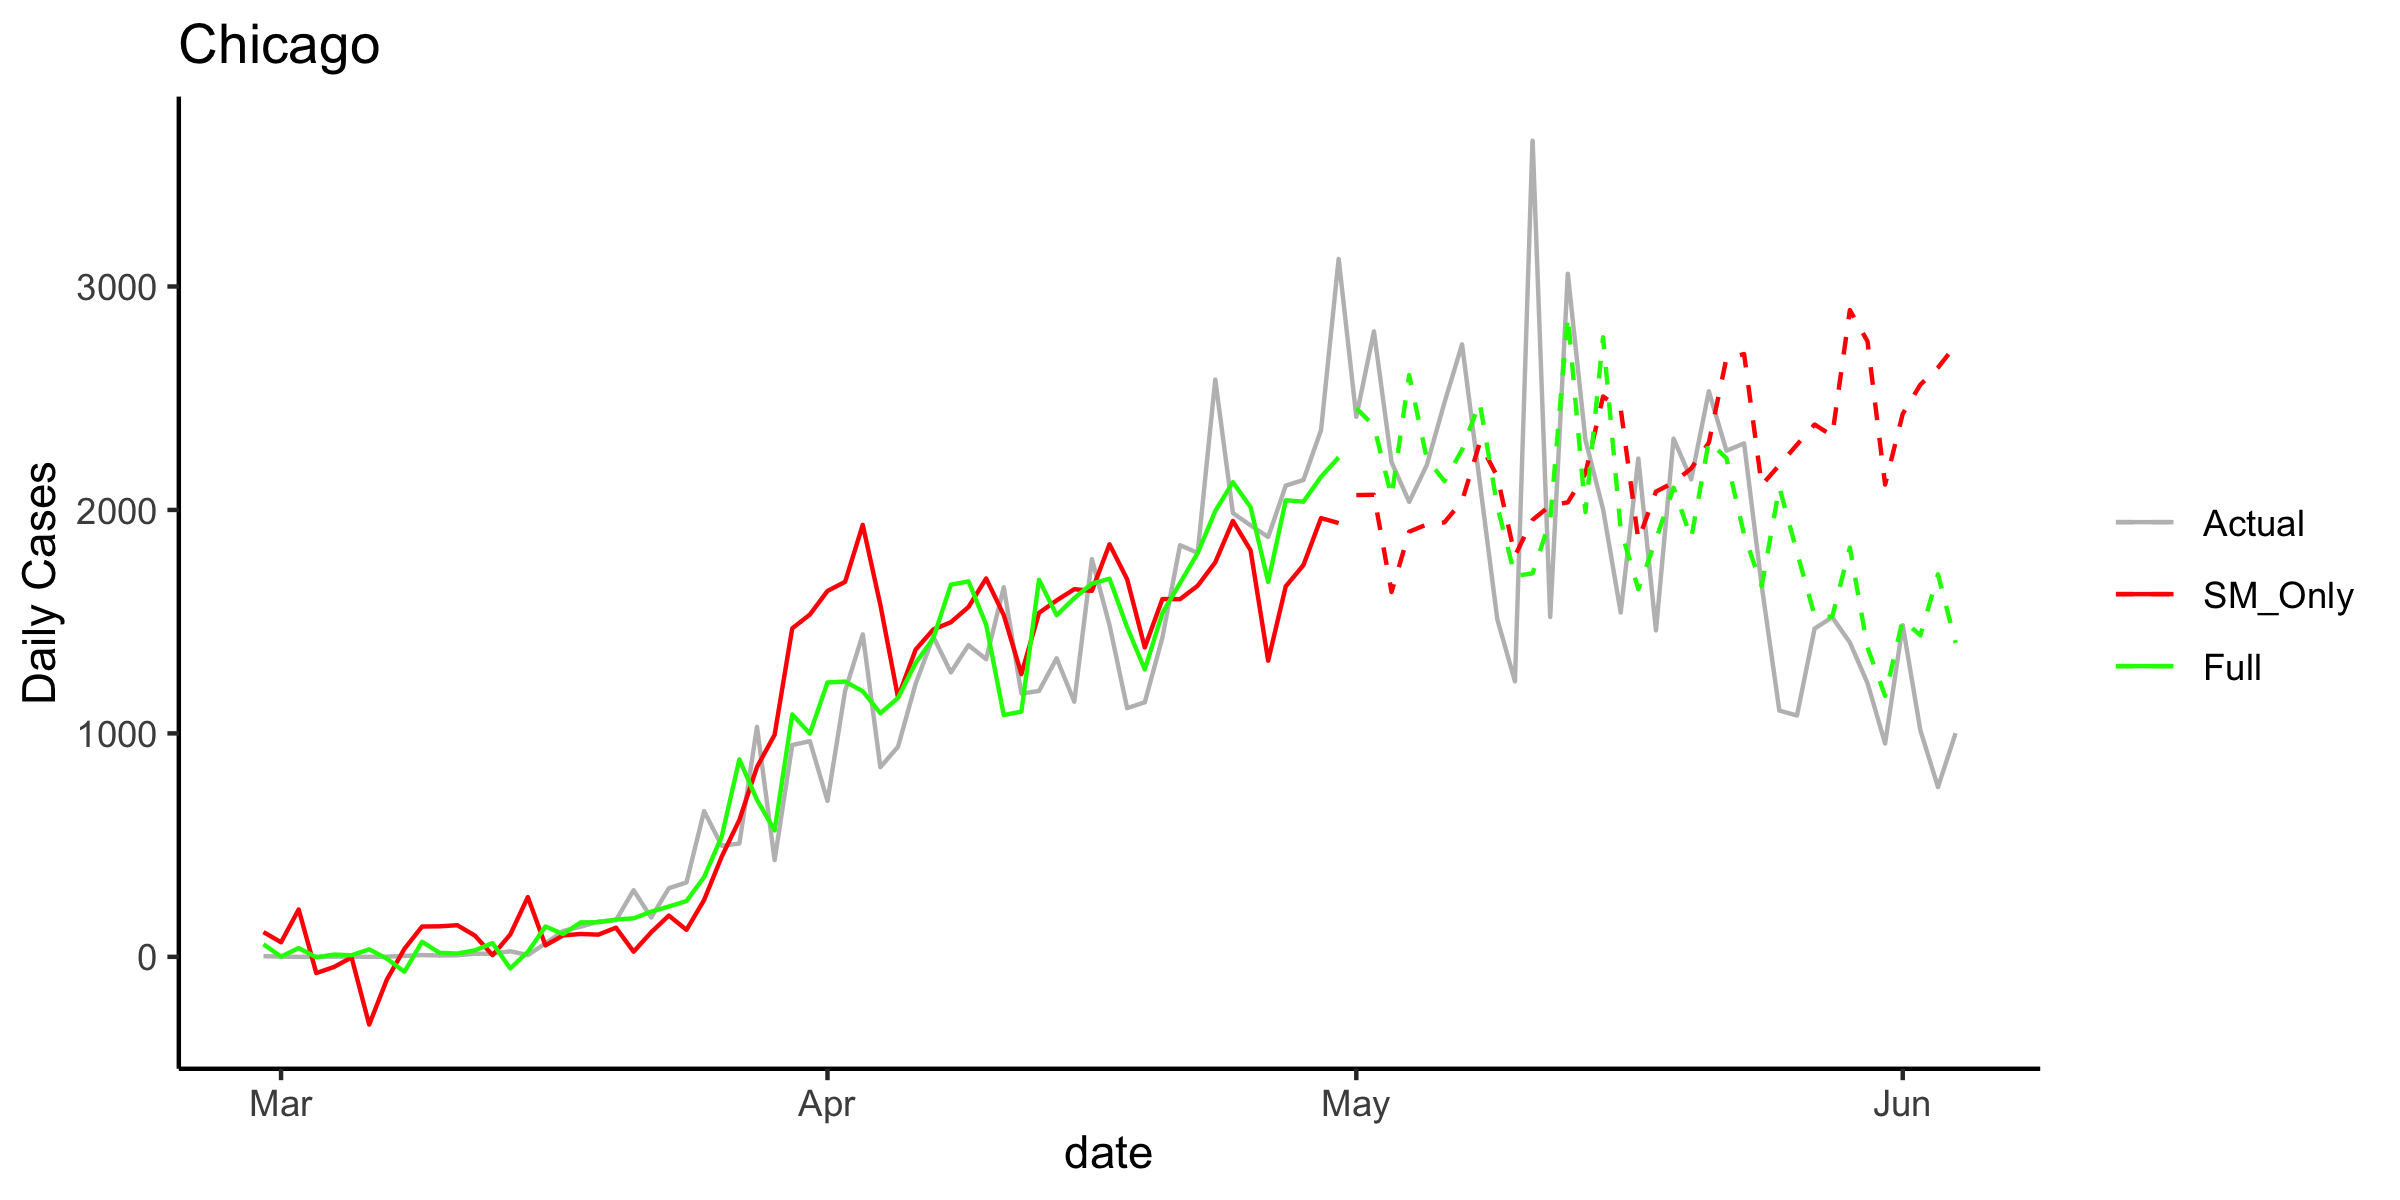 Chicago
Daily Cases
3000
2000
1000
0
Mar
Apr
May
Jun
date
Actual
SM_Only
Full